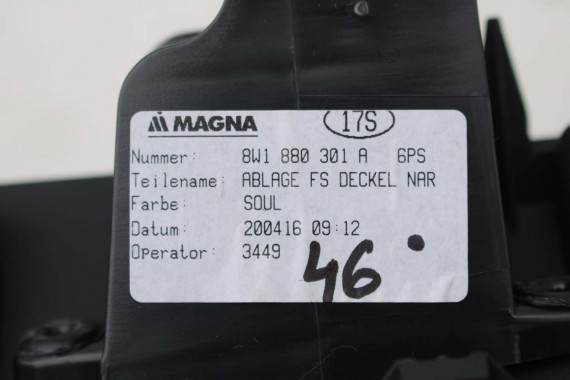 MAGNA 17S
Nummer: 8W1 880 301 A 6PS
Teilename: ABLAGE FS DECKEL NAR
Farbe: SOUL
Datum: 200416 09:12
Operator: 3449
46